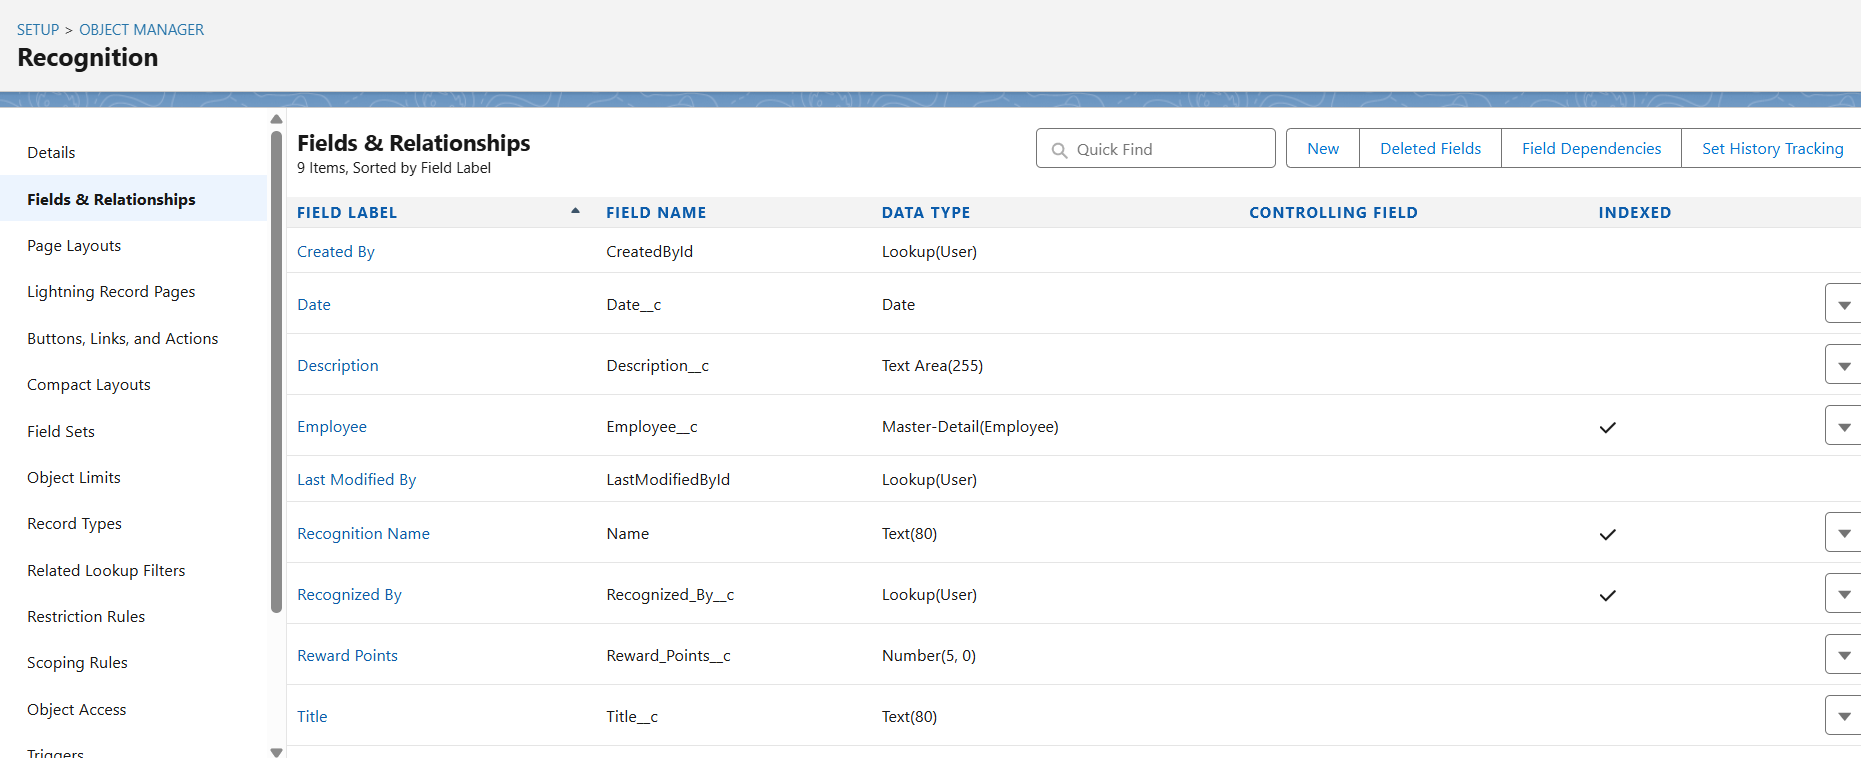 SETUP > OBJECT MANAGER
Recognition
Details
Fields & Relationships
Page Layouts
Lightning Record Pages
Buttons, Links, and Actions
Compact Layouts
Field Sets
Object Limits
Record Types
Related Lookup Filters
Restriction Rules
Scoping Rules
Object Access
Triggers
Fields & Relationships
9 Items, Sorted by Field Label
Quick Find
New
Deleted Fields
Field Dependencies
Set History Tracking
FIELD LABEL FIELD NAME DATA TYPE CONTROLLING FIELD INDEXED
Created By CreatedById Lookup(User)
Date Date__c Date
Description Description__c Text Area(255)
Employee Employee__c Master-Detail(Employee)
Last Modified By LastModifiedById Lookup(User)
Recognition Name Name Text(80)
Recognized By Recognized_By__c Lookup(User)
Reward Points Reward_Points__c Number(5, 0)
Title Title__c Text(80)